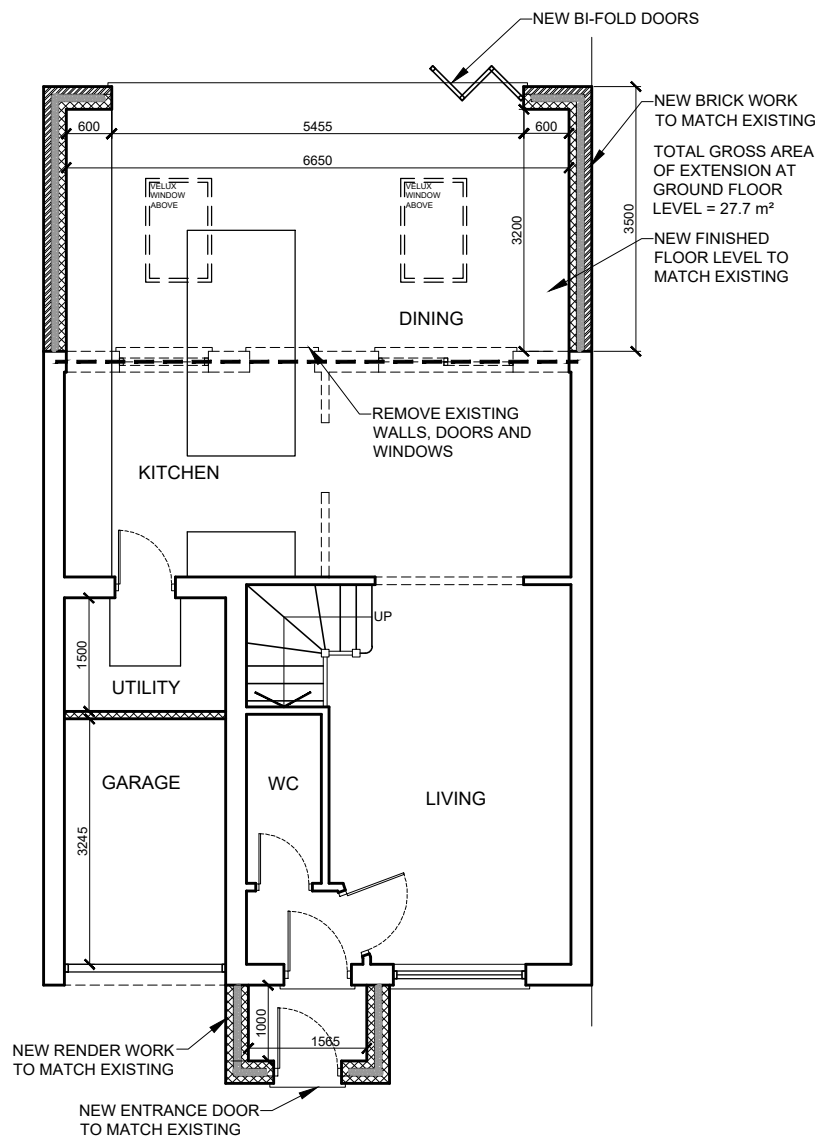 NEW BI-FOLD DOORS
NEW BRICK WORK
TO MATCH EXISTING
600
5455
600
6650
TOTAL GROSS AREA
OF EXTENSION AT
GROUND FLOOR
LEVEL = 27.7 m²
VELUX
WINDOW
ABOVE
VELUX
WINDOW
ABOVE
3200
3500
NEW FINISHED
FLOOR LEVEL TO
MATCH EXISTING
DINING
REMOVE EXISTING
WALLS, DOORS AND
WINDOWS
KITCHEN
UP
1500
UTILITY
GARAGE
WC
LIVING
3245
1000
1565
NEW RENDER WORK
TO MATCH EXISTING
NEW ENTRANCE DOOR
TO MATCH EXISTING